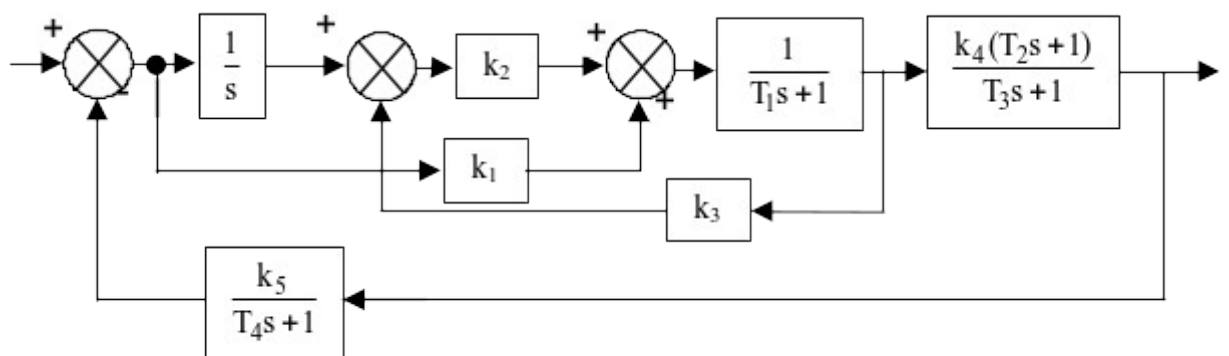 +
-
1
s
+
k₂
+
+
1
T₁s+1
k₄(T₂s+1)
T₃s+1
k₁
k₃
k₅
T₄s+1